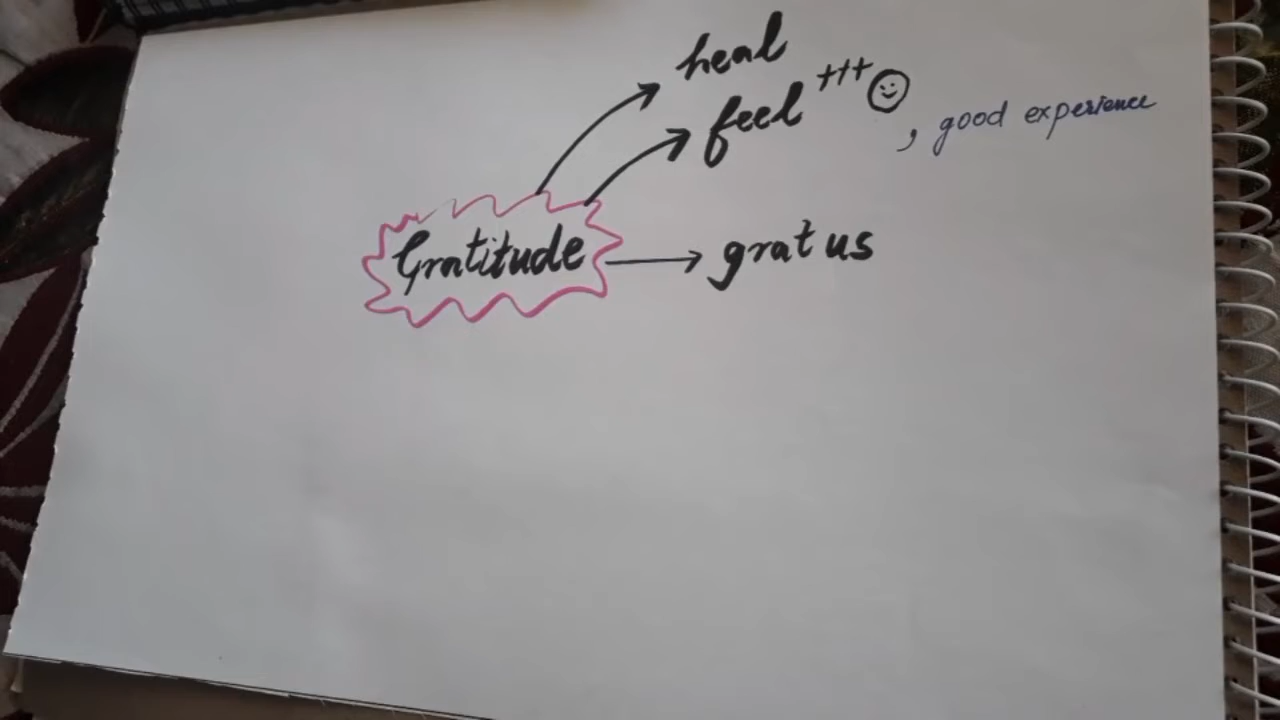 heal
feel +++ ☺, good experience
Gratitude → gratus